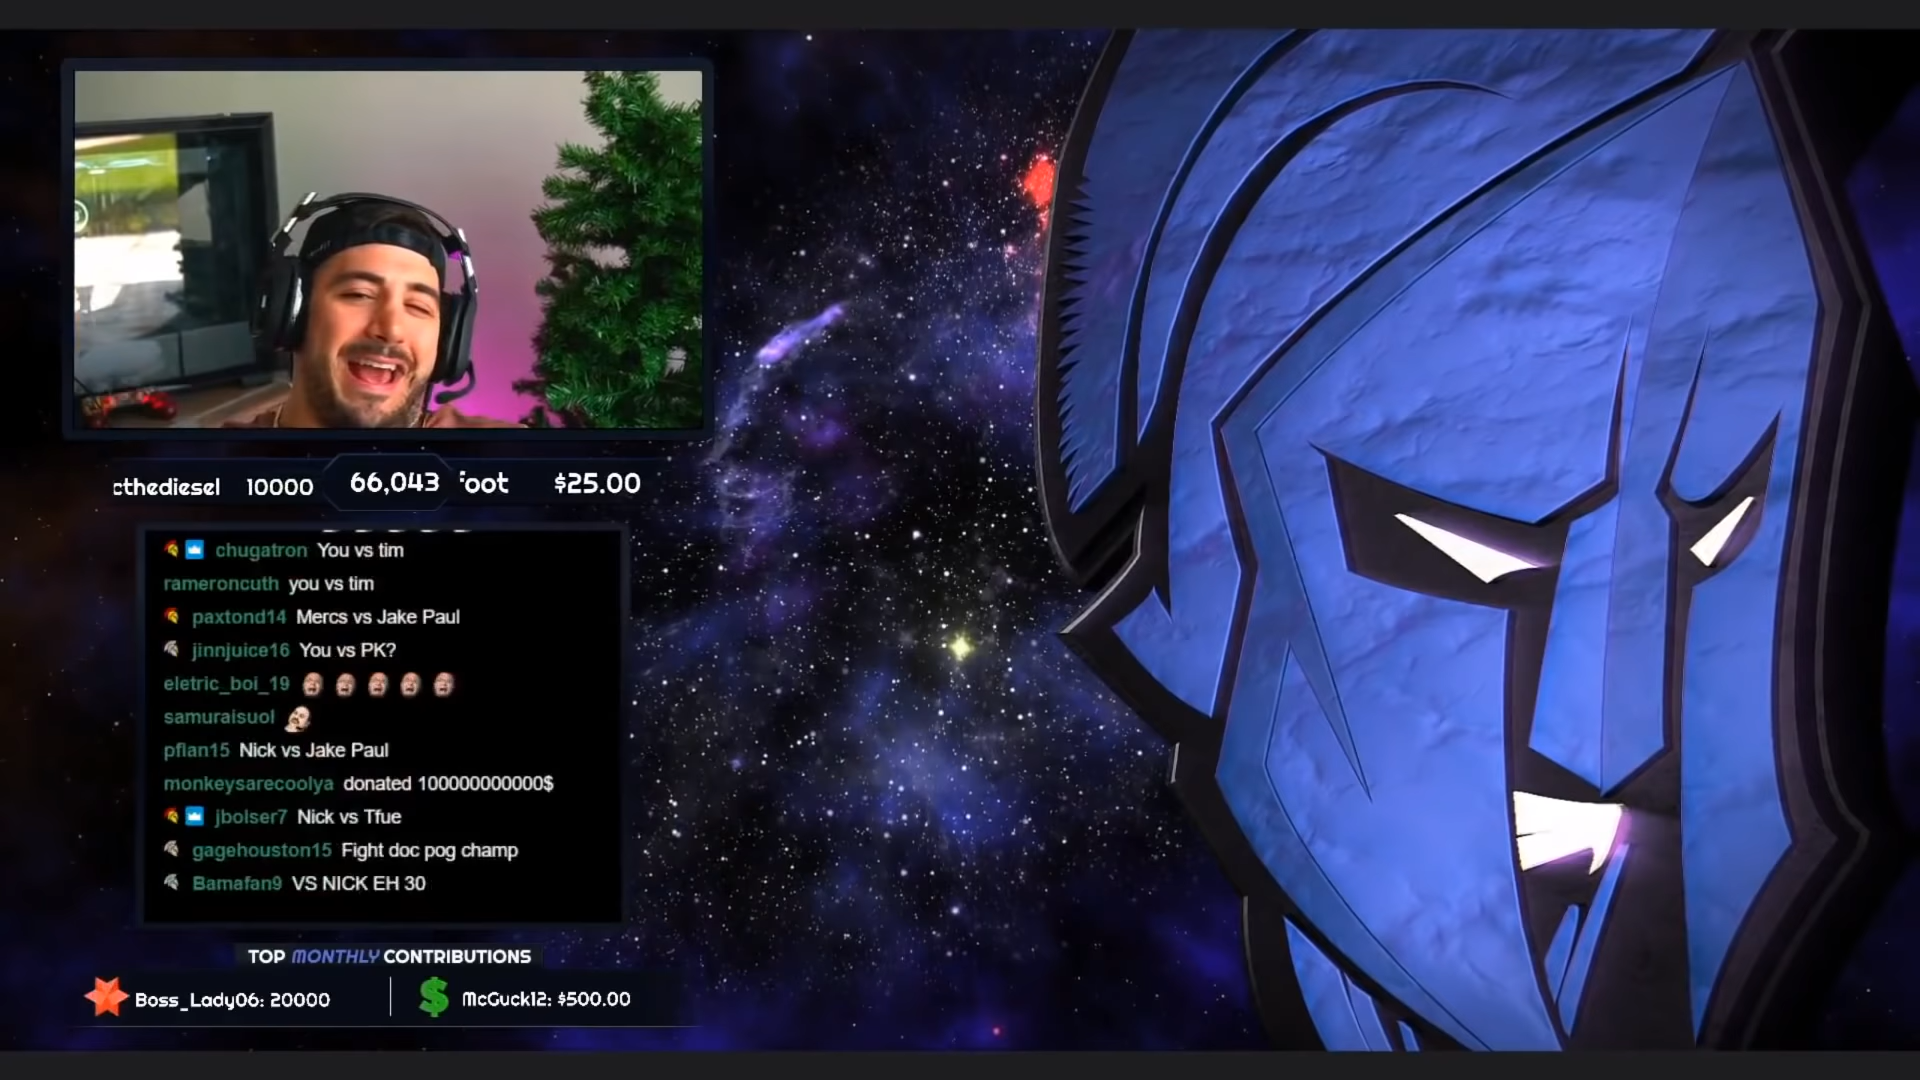 cthediesel 10000 66,043 foot $25.00
chugatron You vs tim
rameroncuth you vs tim
paxtond14 Mercs vs Jake Paul
jinnjuice16 You vs PK?
eletric_boi_19
samuraisuol
pflan15 Nick vs Jake Paul
monkeysarecoolya donated 100000000000$
jbolser7 Nick vs Tfue
gagehouston15 Fight doc pog champ
Bamafan9 VS NICK EH 30
TOP MONTHLY CONTRIBUTIONS
Boss_Lady06: 20000
McGuck12: $500.00